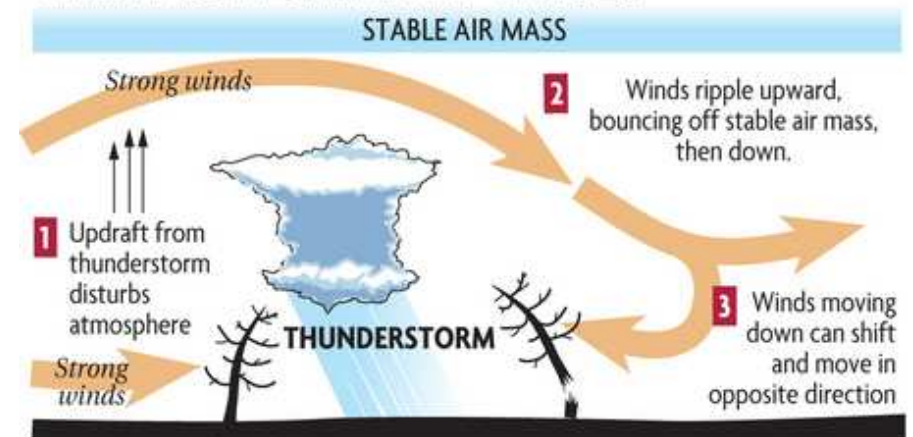 STABLE AIR MASS
Strong winds
2
Winds ripple upward,
bouncing off stable air mass,
then down.
1
Updraft from
thunderstorm
disturbs
atmosphere
THUNDERSTORM
3
Winds moving
down can shift
and move in
opposite direction
Strong
winds